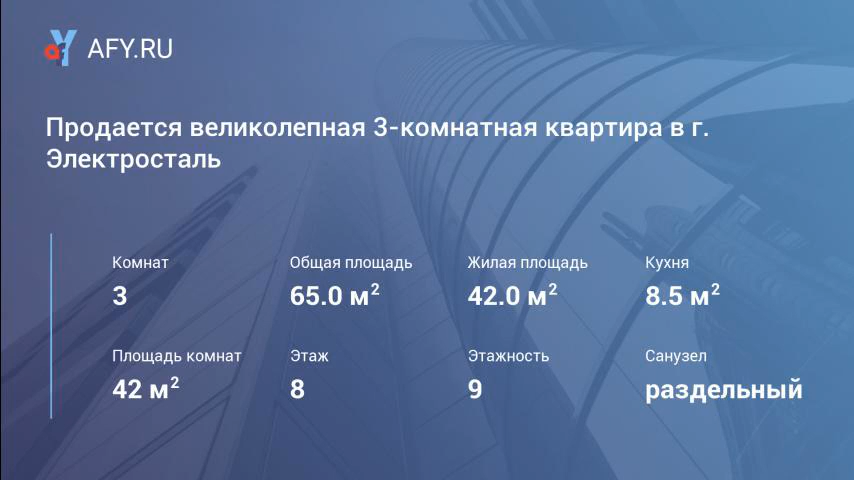 AFY.RU
Продается великолепная 3-комнатная квартира в г.
Электросталь
Комнат
Общая площадь
Жилая площадь
Кухня
3
65.0 м²
42.0 м²
8.5 м²
Площадь комнат
Этаж
Этажность
Санузел
42 м²
8
9
раздельный